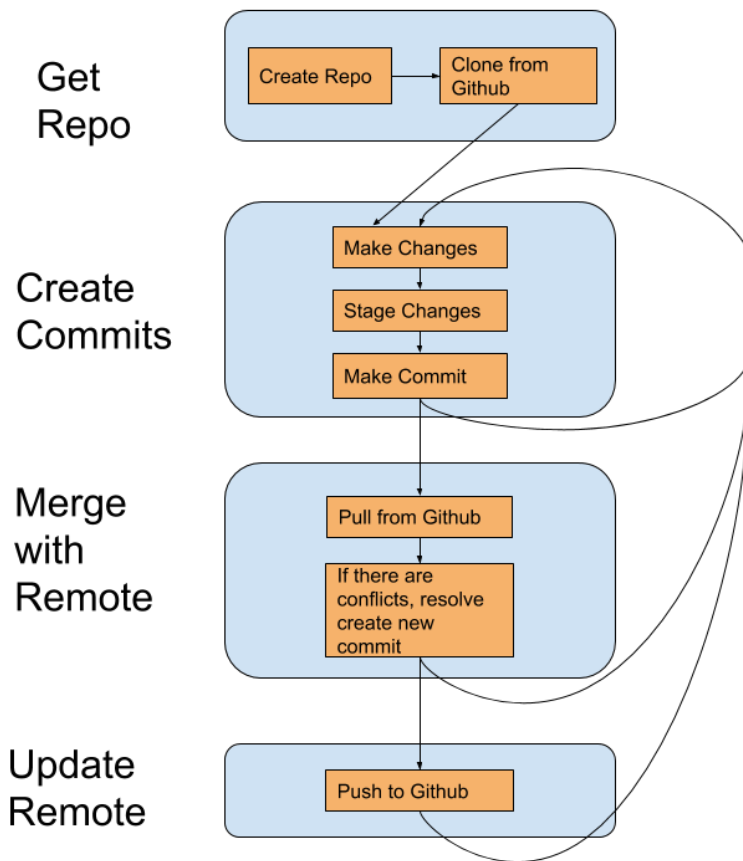 Get
Repo
Create Repo
Clone from
Github
Create
Commits
Make Changes
Stage Changes
Make Commit
Merge
with
Remote
Pull from Github
If there are
conflicts, resolve
create new
commit
Update
Remote
Push to Github